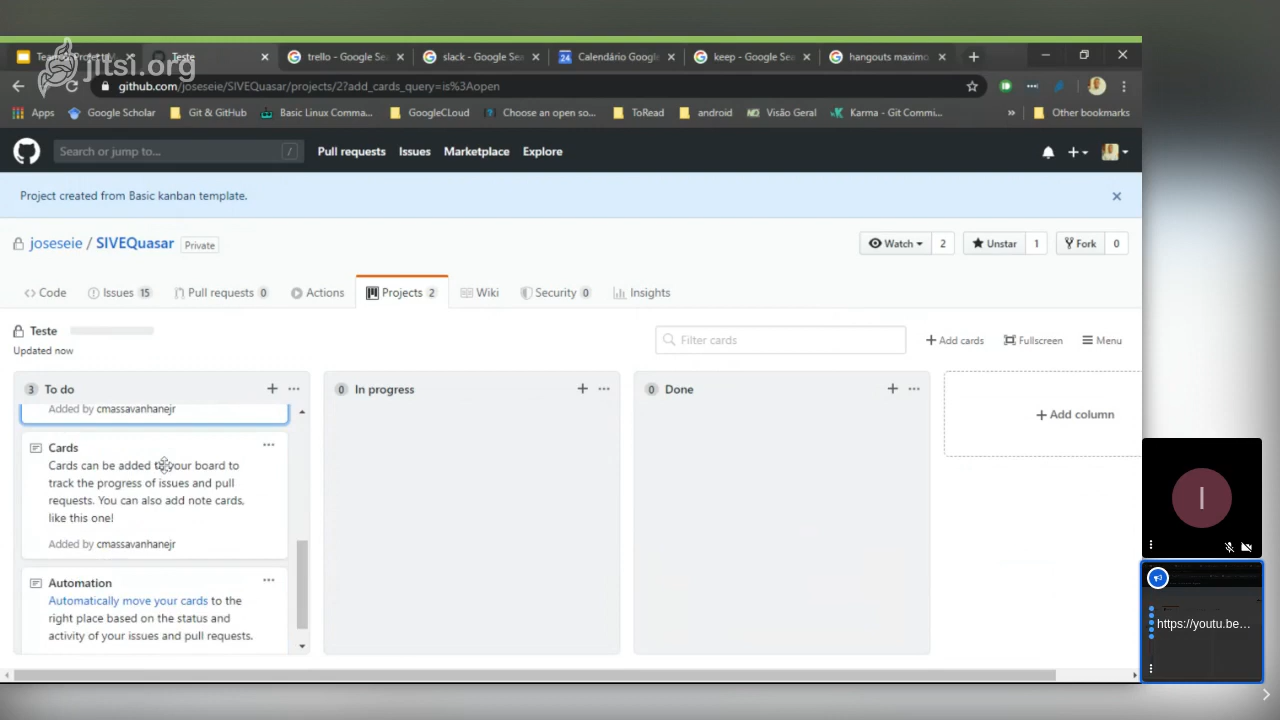 jitsi.org
Teste
trello - Google Se
slack - Google Se
24 Calendário Google
keep - Google Sea
hangouts maximo
github.com/joseseie/SIVEQuasar/projects/2?add_cards_query=is%3Aopen
Apps Google Scholar Git & GitHub Basic Linux Comma... GoogleCloud Choose an open so... ToRead android Visão Geral Karma - Git Commi... » Other bookmarks
Search or jump to... / Pull requests Issues Marketplace Explore
Project created from Basic kanban template.
joseseie / SIVEQuasar Private
Watch 2 Unstar 1 Fork 0
Code Issues 15 Pull requests 0 Actions Projects 2 Wiki Security 0 Insights
Teste
Updated now
Filter cards
Add cards Fullscreen Menu
3 To do
Added by cmassavanhanejr
Cards
Cards can be added to your board to
track the progress of issues and pull
requests. You can also add note cards,
like this one!
Added by cmassavanhanejr
Automation
Automatically move your cards to the
right place based on the status and
activity of your issues and pull requests.
0 In progress
0 Done
Add column
I
https://youtu.be...